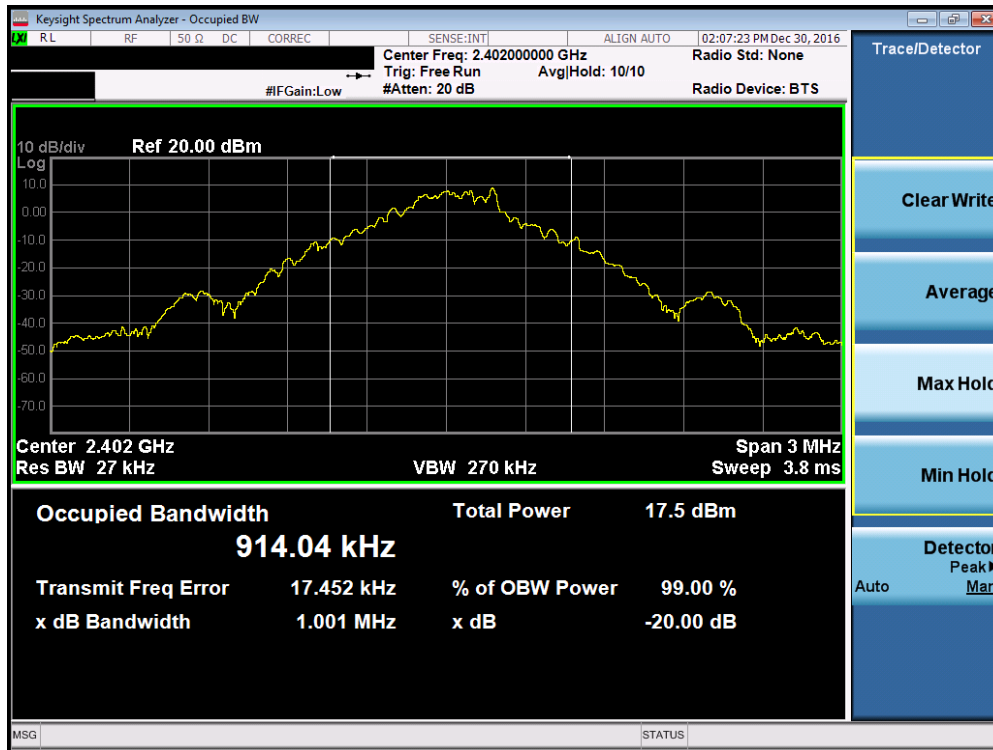 Keysight Spectrum Analyzer - Occupied BW
LXI RL RF 50 Ω DC CORREC SENSE:INT ALIGN AUTO 02:07:23 PM Dec 30, 2016
Center Freq: 2.402000000 GHz Radio Std: None
Trig: Free Run Avg|Hold: 10/10
#IFGain:Low #Atten: 20 dB Radio Device: BTS
Trace/Detector
10 dB/div Ref 20.00 dBm
Log
10.0
0.00
-10.0
-20.0
-30.0
-40.0
-50.0
-60.0
-70.0
Center 2.402 GHz Span 3 MHz
Res BW 27 kHz VBW 270 kHz Sweep 3.8 ms
Occupied Bandwidth Total Power 17.5 dBm
914.04 kHz
Transmit Freq Error 17.452 kHz % of OBW Power 99.00 %
x dB Bandwidth 1.001 MHz x dB -20.00 dB
Clear Write
Average
Max Hold
Min Hold
Detector
Peak
Auto Man
MSG STATUS